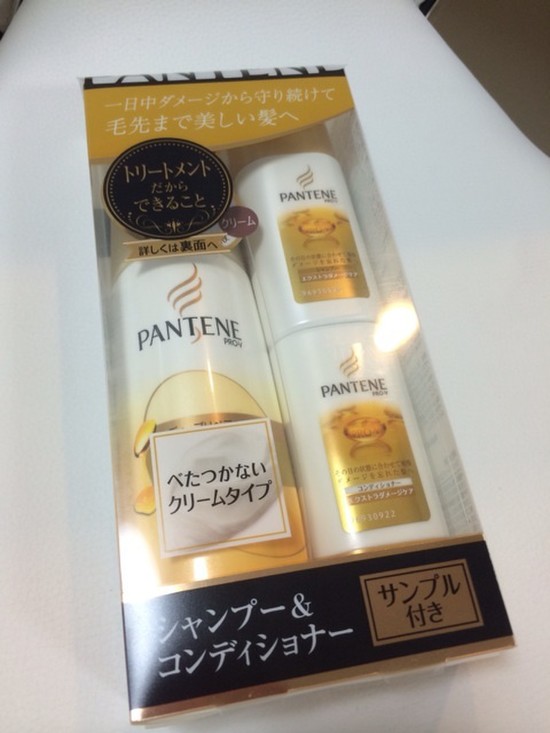 PANTENE
一日中ダメージから守り続けて
毛先まで美しい髪へ
トリートメント
だから
できること
詳しくは裏面へ
クリーム
PANTENE
PRO-V
べたつかない
クリームタイプ
PANTENE
PRO-V
エクストラダメージケア
PANTENE
PRO-V
コンディショナー
エクストラダメージケア
シャンプー&
コンディショナー
サンプル
付き